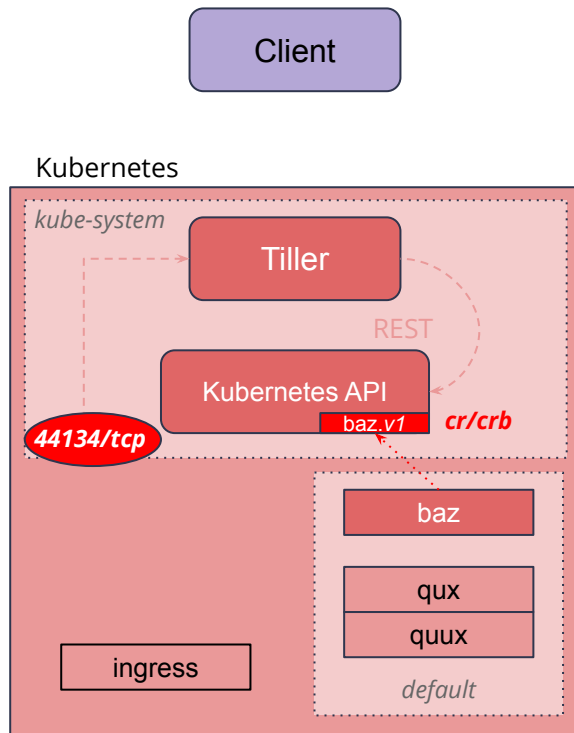 Client
Kubernetes
kube-system
Tiller
REST
Kubernetes API
baz.v1
cr/crb
44134/tcp
baz
qux
quux
ingress
default